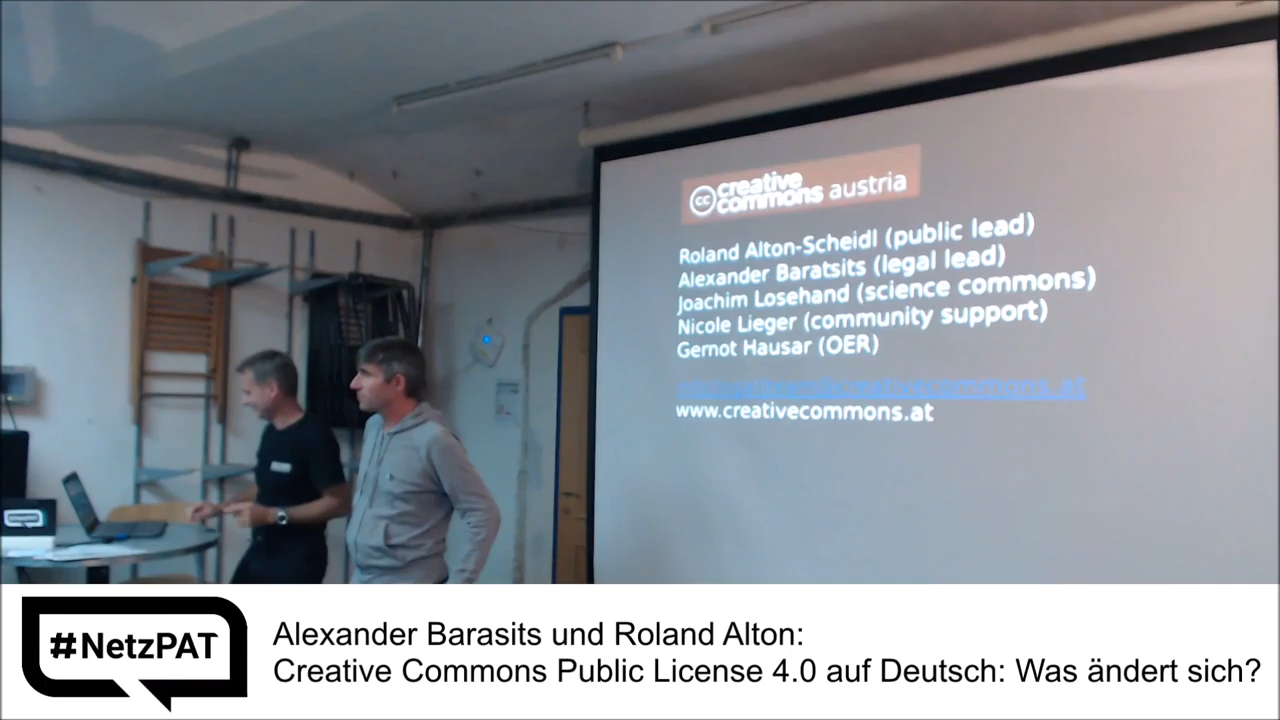 creative
commons austria
Roland Alton-Scheidl (public lead)
Alexander Baratsits (legal lead)
Joachim Losehand (science commons)
Nicole Lieger (community support)
Gernot Hausar (OER)
www.creativecommons.at
#NetzPAT
Alexander Barasits und Roland Alton:
Creative Commons Public License 4.0 auf Deutsch: Was ändert sich?